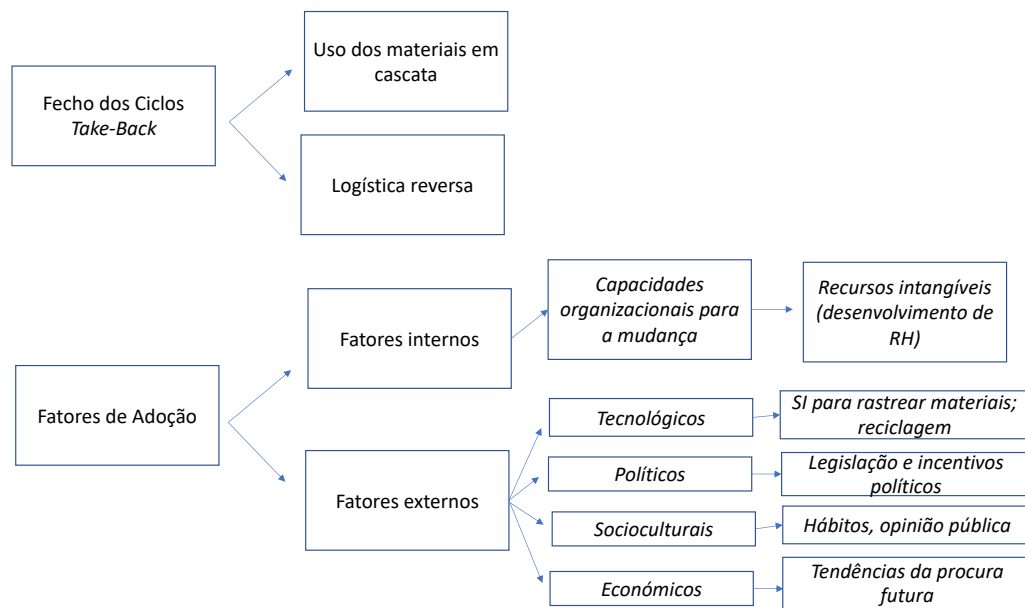 Uso dos materiais em
cascata
Fecho dos Ciclos
Take-Back
Logística reversa
Fatores de Adoção
Fatores internos
Capacidades
organizacionais para
a mudança
Recursos intangíveis
(desenvolvimento de
RH)
Fatores externos
Tecnológicos
SI para rastrear materiais;
reciclagem
Políticos
Legislação e incentivos
políticos
Socioculturais
Hábitos, opinião pública
Económicos
Tendências da procura
futura